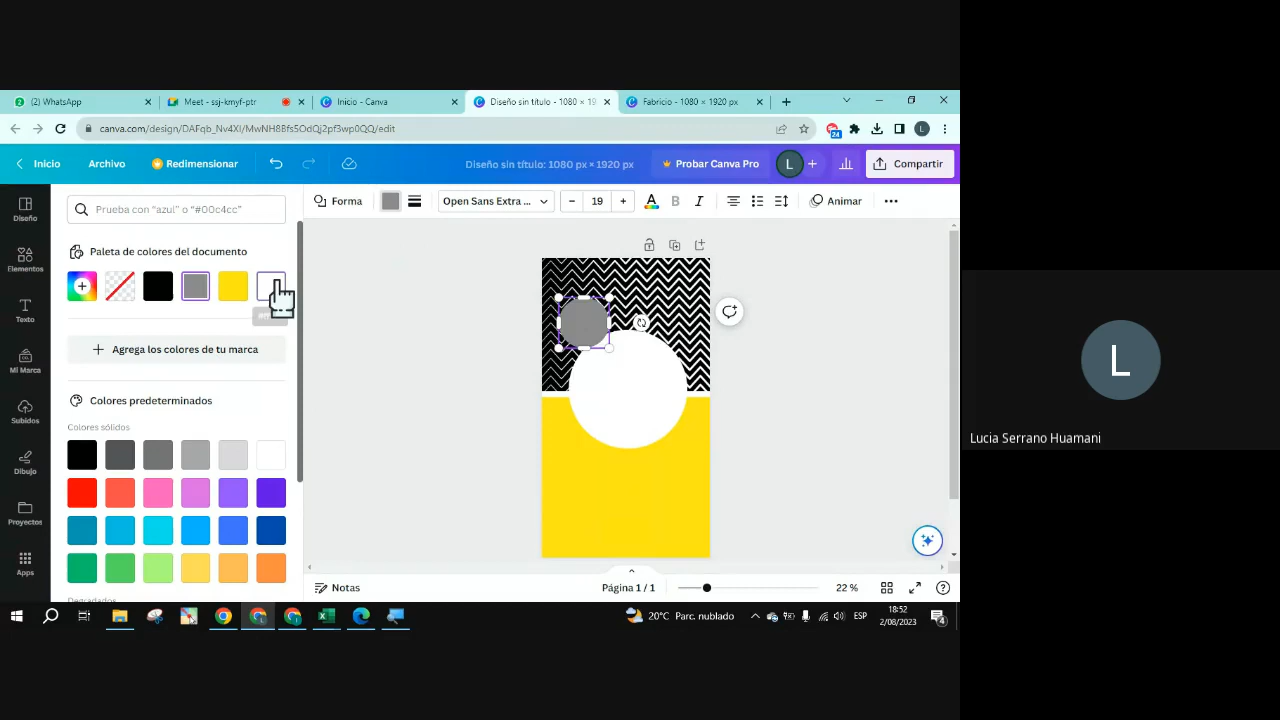 (2) WhatsApp
Meet - ssj-kmyf-ptr
Inicio - Canva
Diseño sin título - 1080 × 19
Fabricio - 1080 × 1920 px
canva.com/design/DAFqb_Nv4XI/MwNH8Bfs5OdQj2pf3wp0QQ/edit
24
L
Inicio
Archivo
Redimensionar
Diseño sin título: 1080 px × 1920 px
Probar Canva Pro
L
Compartir
Diseño
Elementos
Texto
Mi Marca
Subidos
Dibujo
Proyectos
Apps
Prueba con "azul" o "#00c4cc"
Forma
Open Sans Extra ...
19
A
B
I
Animar
Paleta de colores del documento
Agrega los colores de tu marca
Colores predeterminados
Colores sólidos
Degradados
Notas
Página 1 / 1
22 %
20°C Parc. nublado
ESP
18:52
2/08/2023
4
L
Lucia Serrano Huamani